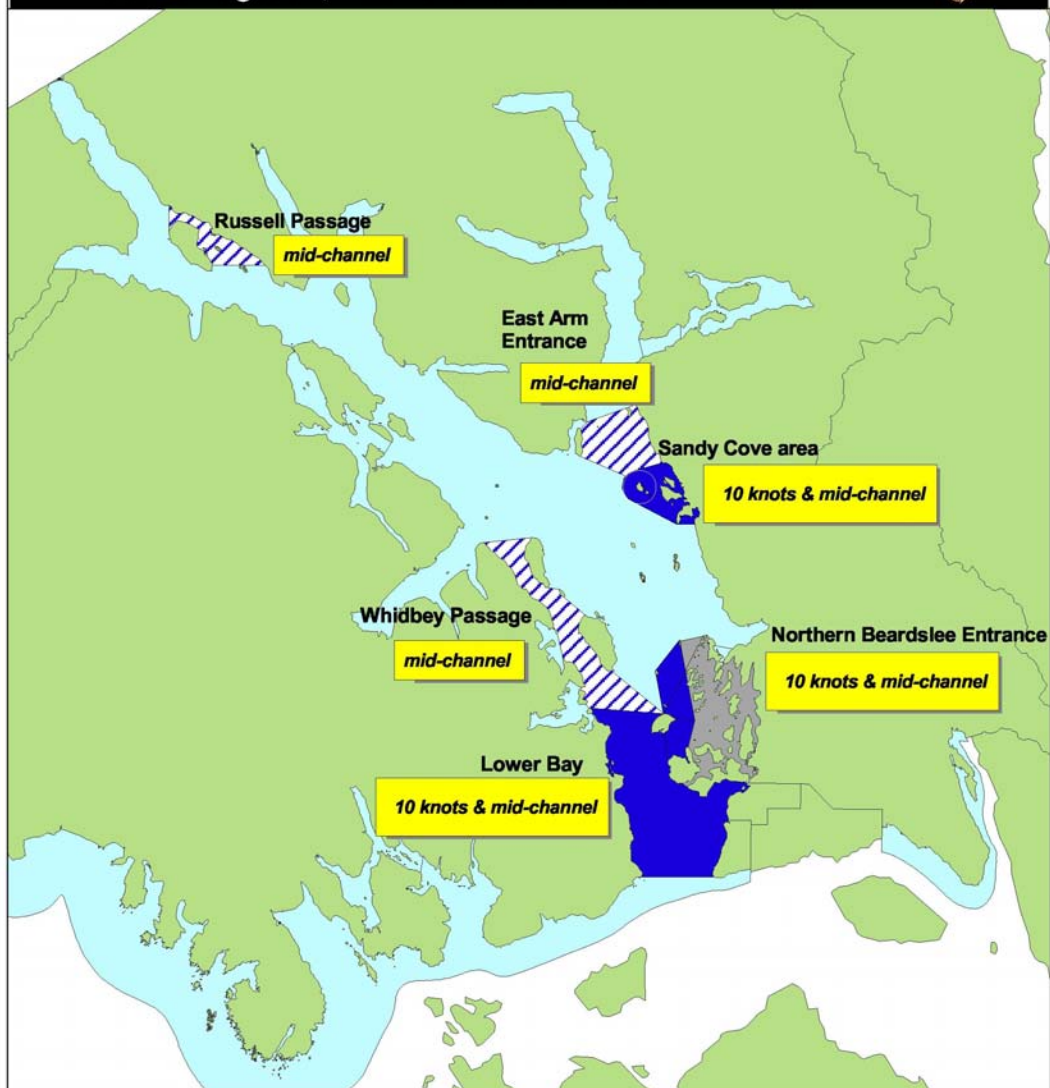 Russell Passage
mid-channel
East Arm
Entrance
mid-channel
Sandy Cove area
10 knots & mid-channel
Whidbey Passage
mid-channel
Northern Beardslee Entrance
10 knots & mid-channel
Lower Bay
10 knots & mid-channel